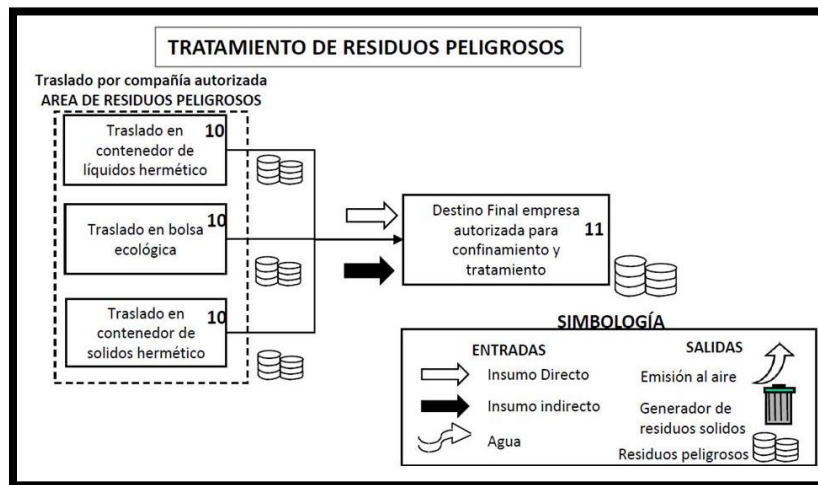 TRATAMIENTO DE RESIDUOS PELIGROSOS
Traslado por compañía autorizada
AREA DE RESIDUOS PELIGROSOS
Traslado en
contenedor de
líquidos hermético
10
Traslado en bolsa
ecológica
10
Traslado en
contenedor de
solidos hermético
10
Destino Final empresa
autorizada para
confinamiento y
tratamiento
11
SIMBOLOGÍA
ENTRADAS
Insumo Directo
Insumo indirecto
Agua
SALIDAS
Emisión al aire
Generador de
residuos solidos
Residuos peligrosos